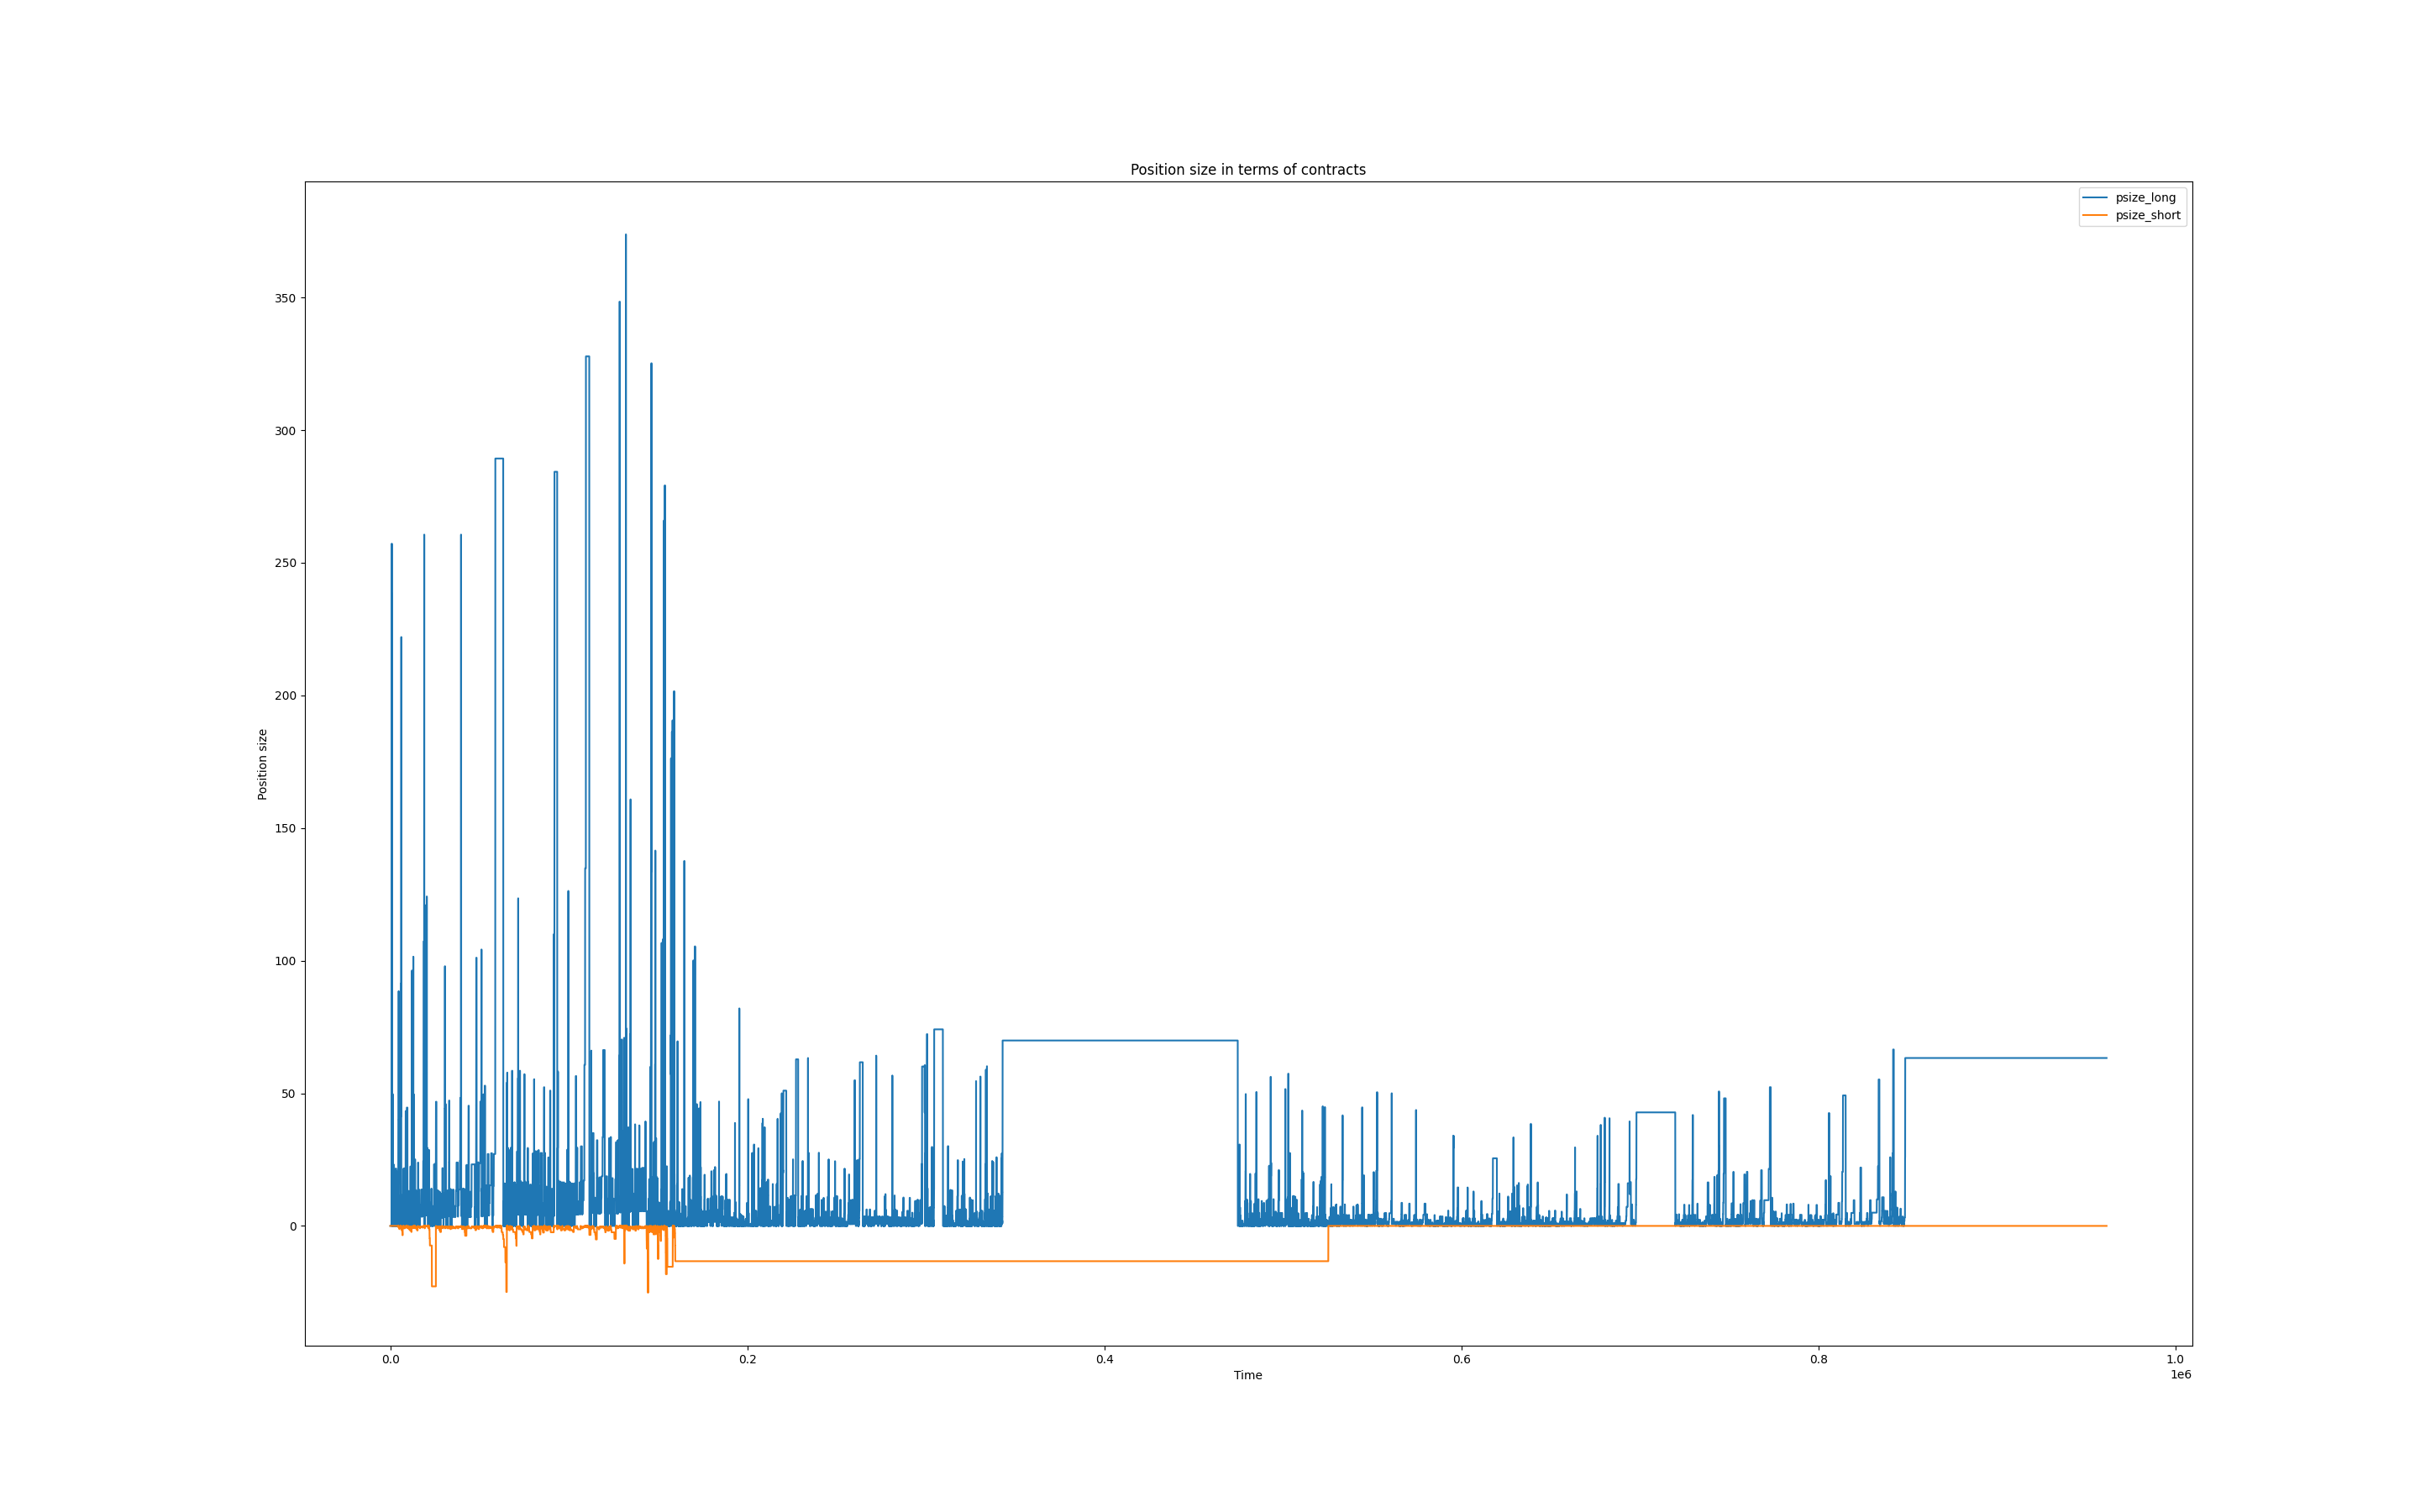 Position size in terms of contracts
psize_long
psize_short
Position size
350
300
250
200
150
100
50
0
0.0 0.2 0.4 0.6 0.8 1.0
1e6
Time